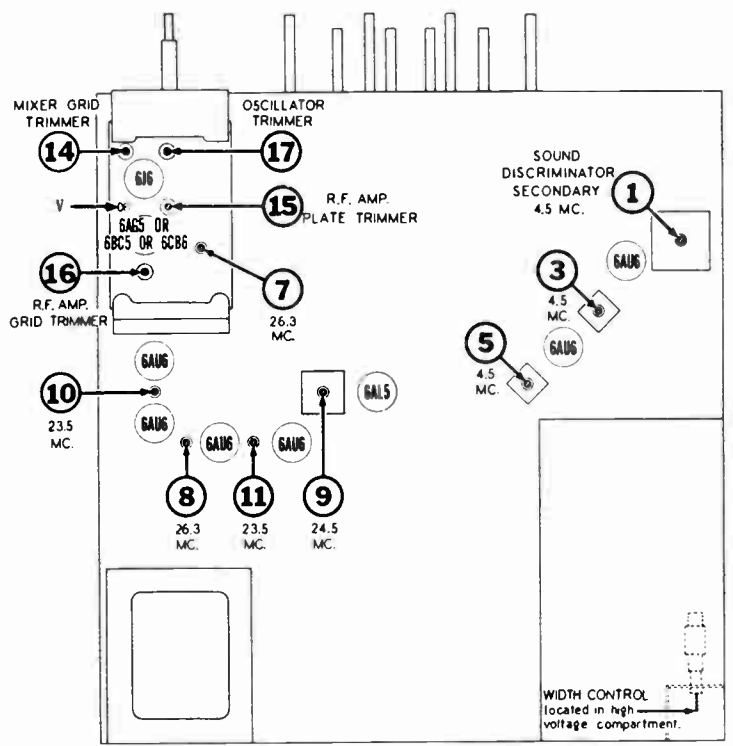 MIXER GRID
TRIMMER
OSCILLATOR
TRIMMER
14
17
6J6
V
15
R.F. AMP.
PLATE TRIMMER
6AG5 OR
6BC5 OR 6CB6
16
R.F. AMP.
GRID TRIMMER
7
26.3
MC.
SOUND
DISCRIMINATOR
SECONDARY
4.5 MC.
1
6AU6
3
4.5
MC.
6AU6
5
4.5
MC.
6AU6
10
23.5
MC.
6AU6
6AU6
6AU6
6AL5
8
26.3
MC.
11
23.5
MC.
9
24.5
MC.
WIDTH CONTROL
located in high
voltage compartment.